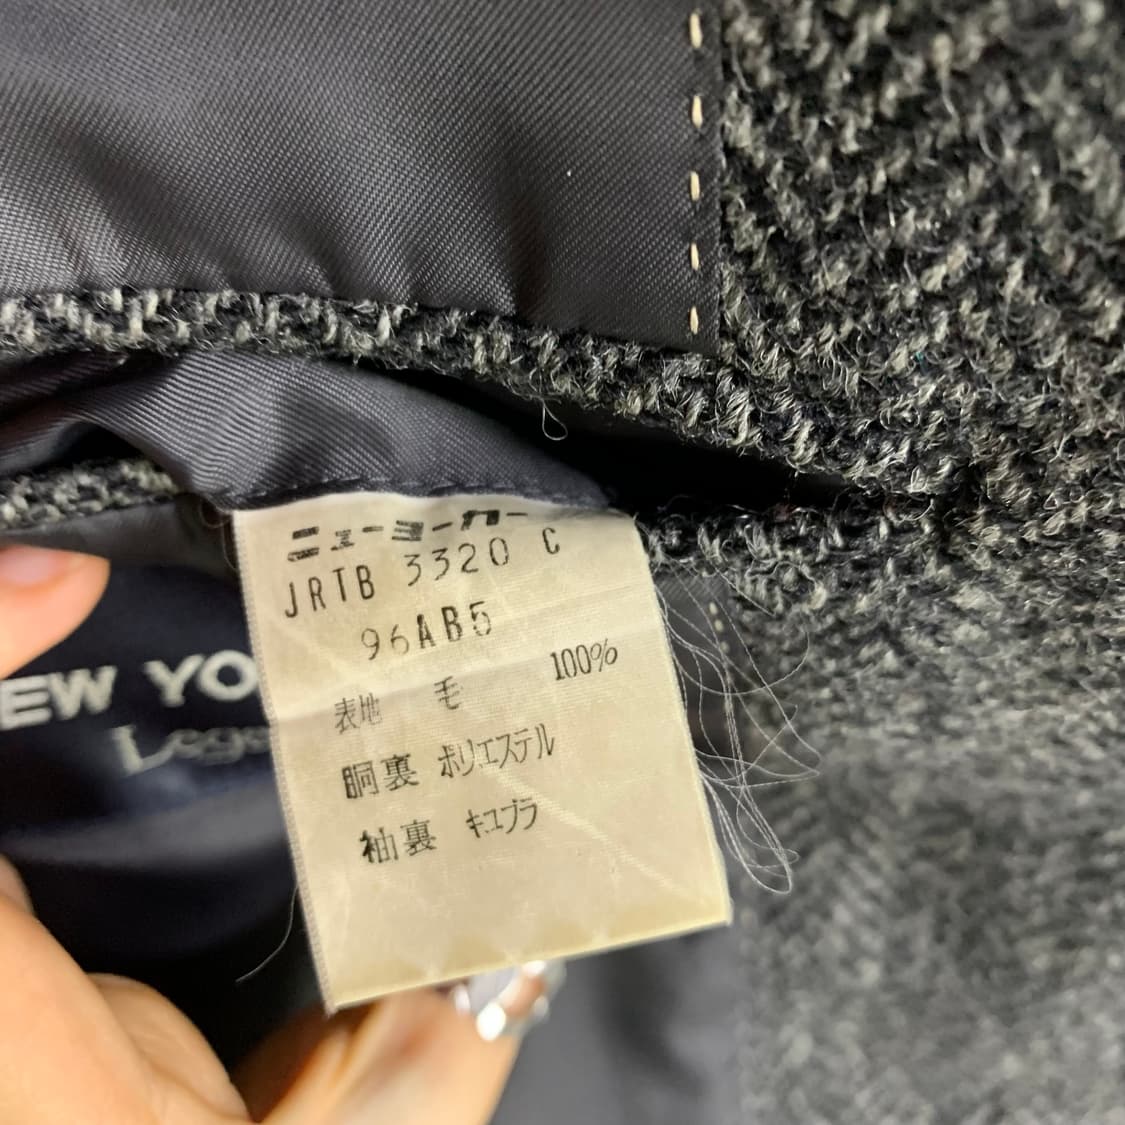 ニューヨーカー
JRTB 3320 C
96AB5
表地 毛 100%
胴裏 ポリエステル
袖裏 キュプラ
EW YO
Lege